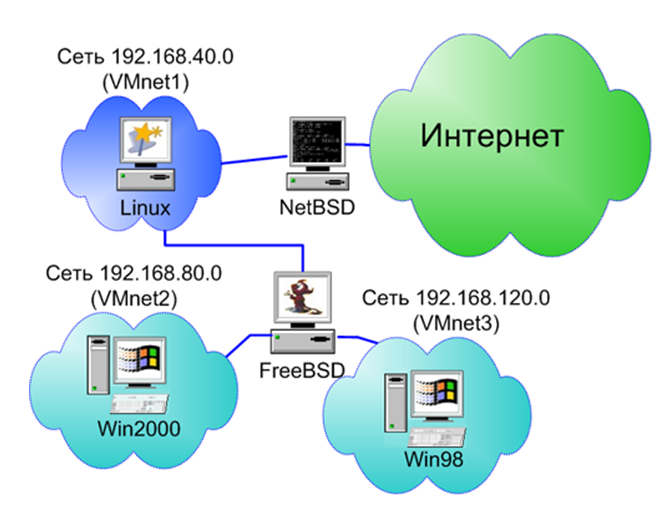 Сеть 192.168.40.0
(VMnet1)
Интернет
Linux
NetBSD
Сеть 192.168.80.0
(VMnet2)
Сеть 192.168.120.0
(VMnet3)
FreeBSD
Win2000
Win98